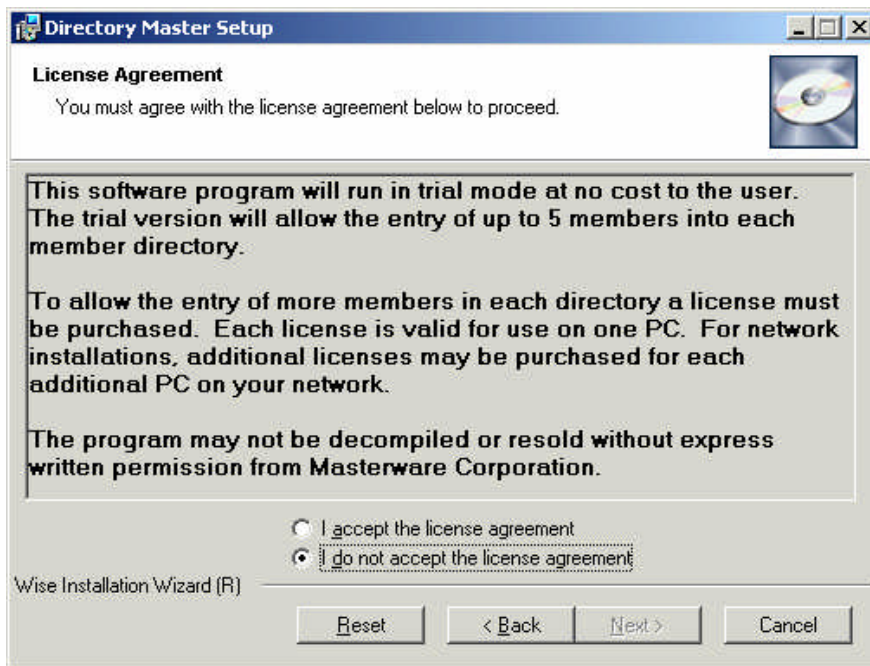 Directory Master Setup
License Agreement
You must agree with the license agreement below to proceed.
This software program will run in trial mode at no cost to the user.
The trial version will allow the entry of up to 5 members into each
member directory.
To allow the entry of more members in each directory a license must
be purchased.  Each license is valid for use on one PC.  For network
installations, additional licenses may be purchased for each
additional PC on your network.
The program may not be decompiled or resold without express
written permission from Masterware Corporation.
I accept the license agreement
I do not accept the license agreement
Wise Installation Wizard (R)
Reset < Back Next > Cancel